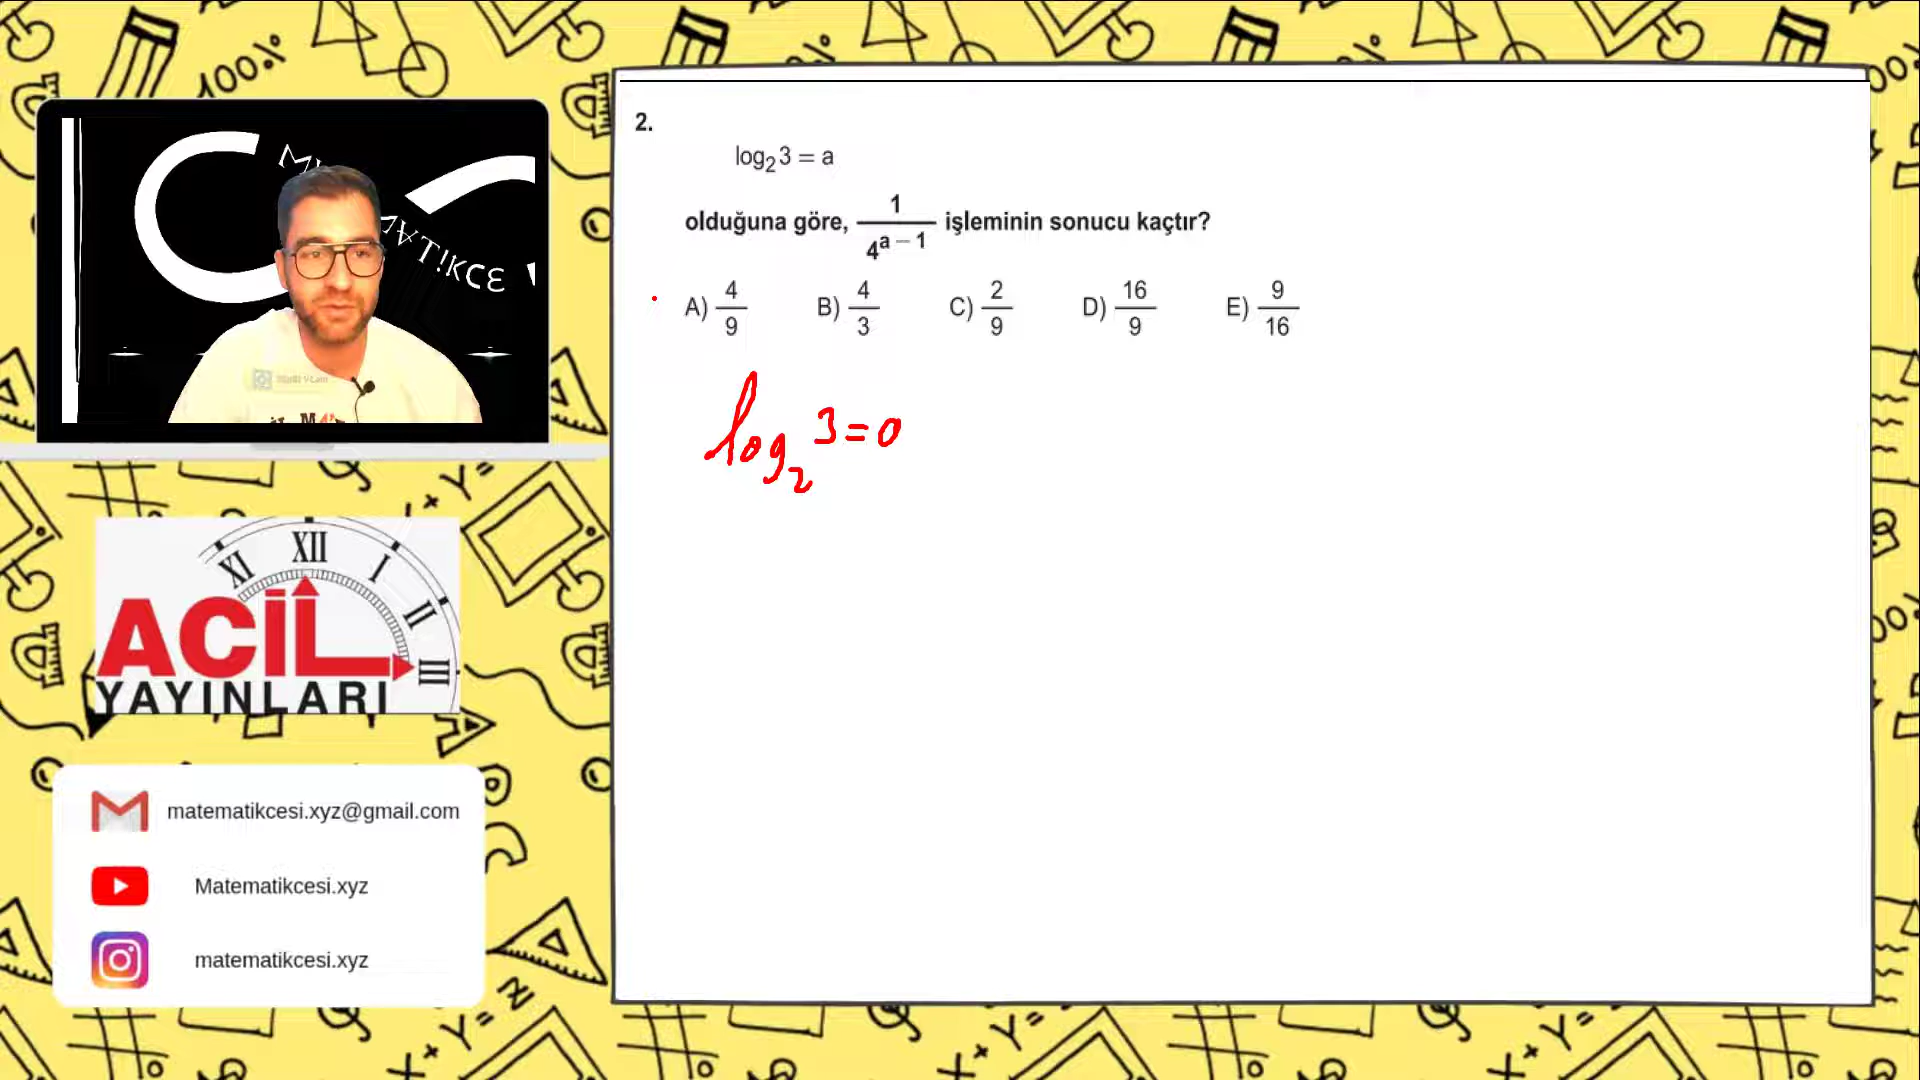 2.
log₂3 = a
olduğuna göre, 1/4^(a – 1) işleminin sonucu kaçtır?
A) 4/9 B) 4/3 C) 2/9 D) 16/9 E) 9/16
log₂3=a
XI XII I II III
ACİL
YAYINLARI
matematikcesi.xyz@gmail.com
Matematikcesi.xyz
matematikcesi.xyz
100%